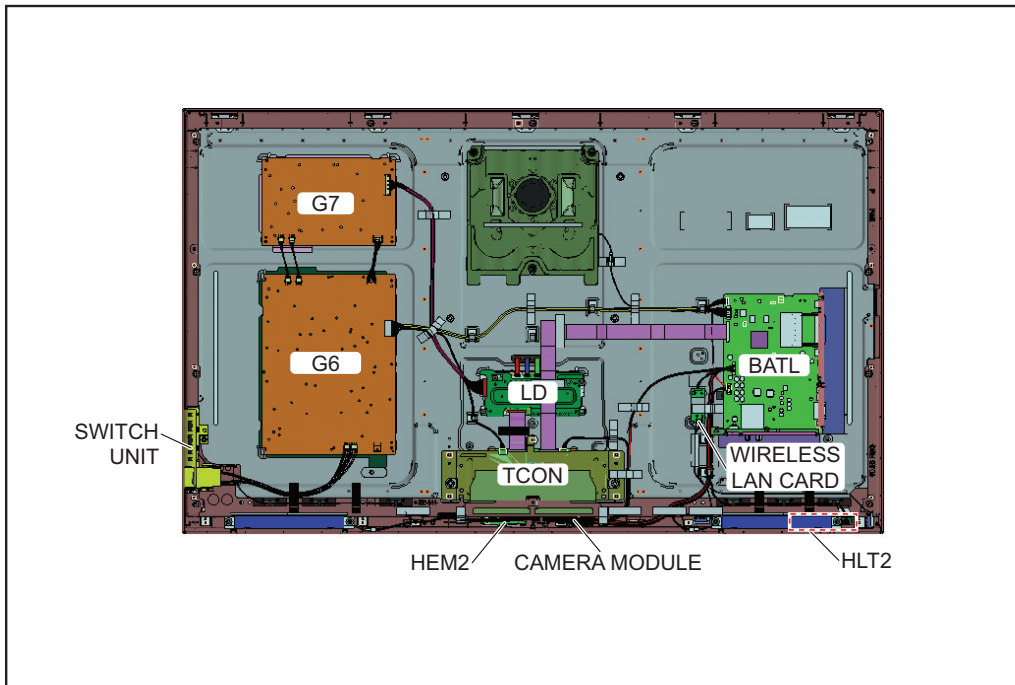 G7
G6
BATL
LD
SWITCH
UNIT
WIRELESS
LAN CARD
TCON
HEM2
CAMERA MODULE
HLT2